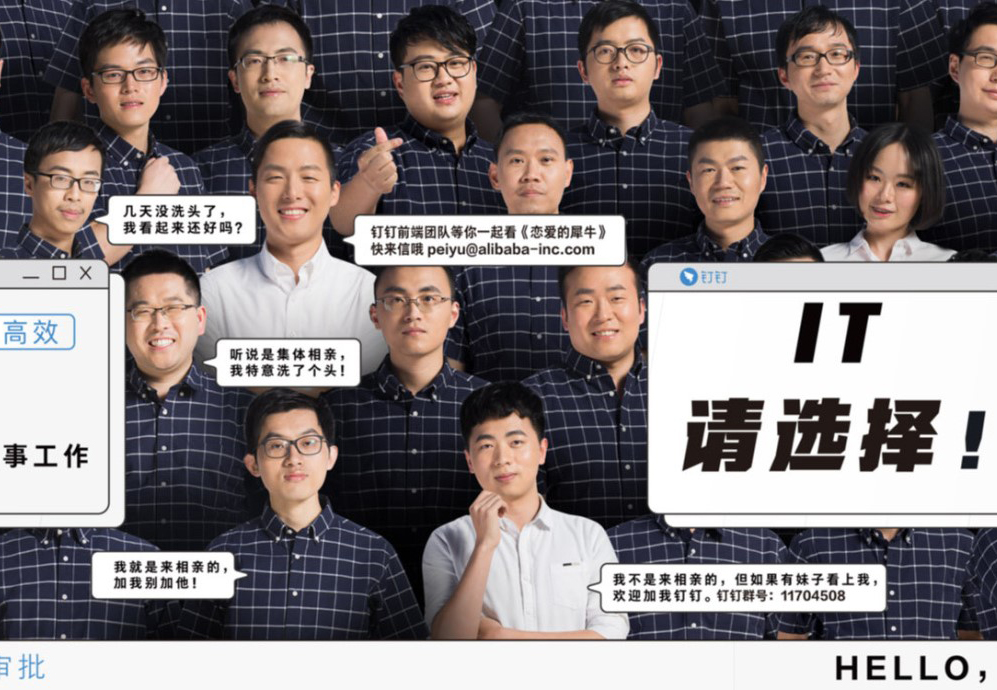 几天没洗头了，
我看起来还好吗？
钉钉前端团队等你一起看《恋爱的犀牛》
快来信哦 peiyu@alibaba-inc.com
高效
钉钉
IT
听说是集体相亲，
我特意洗了个头！
请选择！
事工作
我就是来相亲的，
加我别加他！
我不是来相亲的，但如果有妹子看上我，
欢迎加我钉钉。钉钉群号：11704508
审批
HELLO，